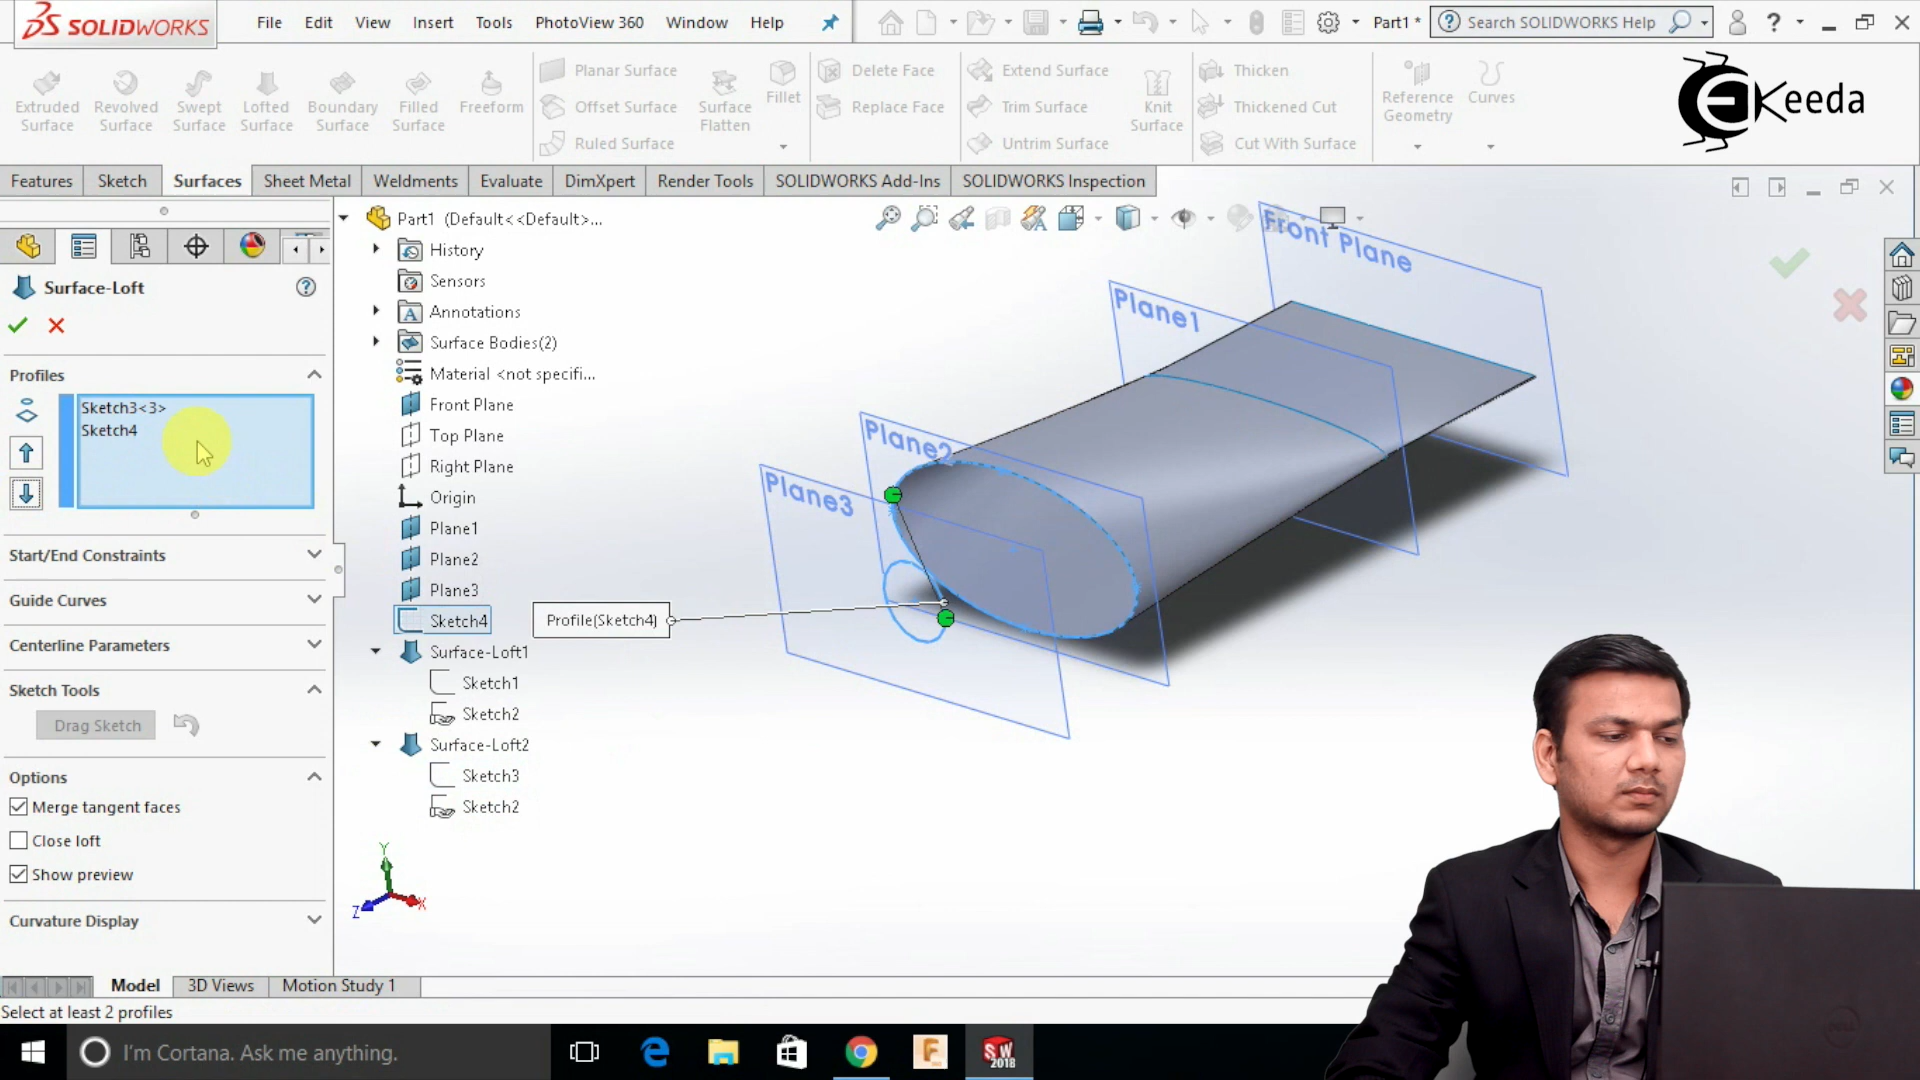 SOLIDWORKS
File Edit View Insert Tools PhotoView 360 Window Help
Part1 *
Search SOLIDWORKS Help
Extruded Surface
Revolved Surface
Swept Surface
Lofted Surface
Boundary Surface
Filled Surface
Freeform
Planar Surface
Offset Surface
Ruled Surface
Surface Flatten
Fillet
Delete Face
Replace Face
Extend Surface
Trim Surface
Untrim Surface
Knit Surface
Thicken
Thickened Cut
Cut With Surface
Reference Geometry
Curves
EKeeda
Features Sketch Surfaces Sheet Metal Weldments Evaluate DimXpert Render Tools SOLIDWORKS Add-Ins SOLIDWORKS Inspection
Surface-Loft
Profiles
Sketch3<3>
Sketch4
Start/End Constraints
Guide Curves
Centerline Parameters
Sketch Tools
Drag Sketch
Options
Merge tangent faces
Close loft
Show preview
Curvature Display
Part1 (Default<<Default>...
History
Sensors
Annotations
Surface Bodies(2)
Material <not specifi...
Front Plane
Top Plane
Right Plane
Origin
Plane1
Plane2
Plane3
Sketch4
Surface-Loft1
Sketch1
Sketch2
Surface-Loft2
Sketch3
Sketch2
Front Plane
Plane1
Plane2
Plane3
Profile(Sketch4)
Y
X
Z
Model 3D Views Motion Study 1
Select at least 2 profiles
I'm Cortana. Ask me anything.
SW
2018